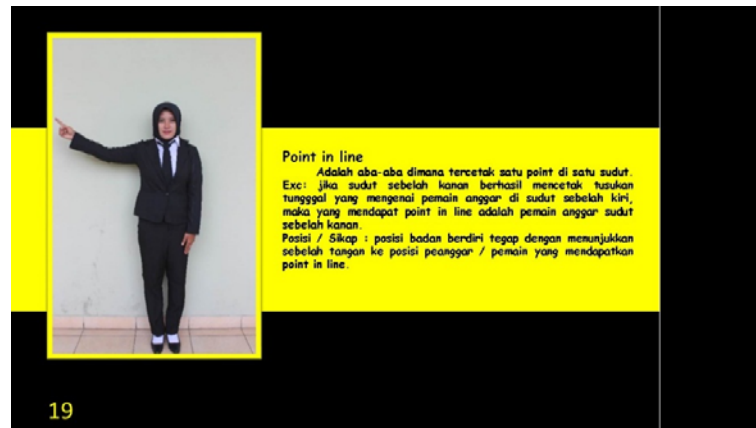 Point in line
Adalah aba-aba dimana tercetak satu point di satu sudut.
Exc: jika sudut sebelah kanan berhasil mencetak tusukan
tungggal yang mengenai pemain anggar di sudut sebelah kiri,
maka yang mendapat point in line adalah pemain anggar sudut
sebelah kanan.
Posisi / Sikap : posisi badan berdiri tegap dengan menunjukkan
sebelah tangan ke posisi peanggar / pemain yang mendapatkan
point in line.
19